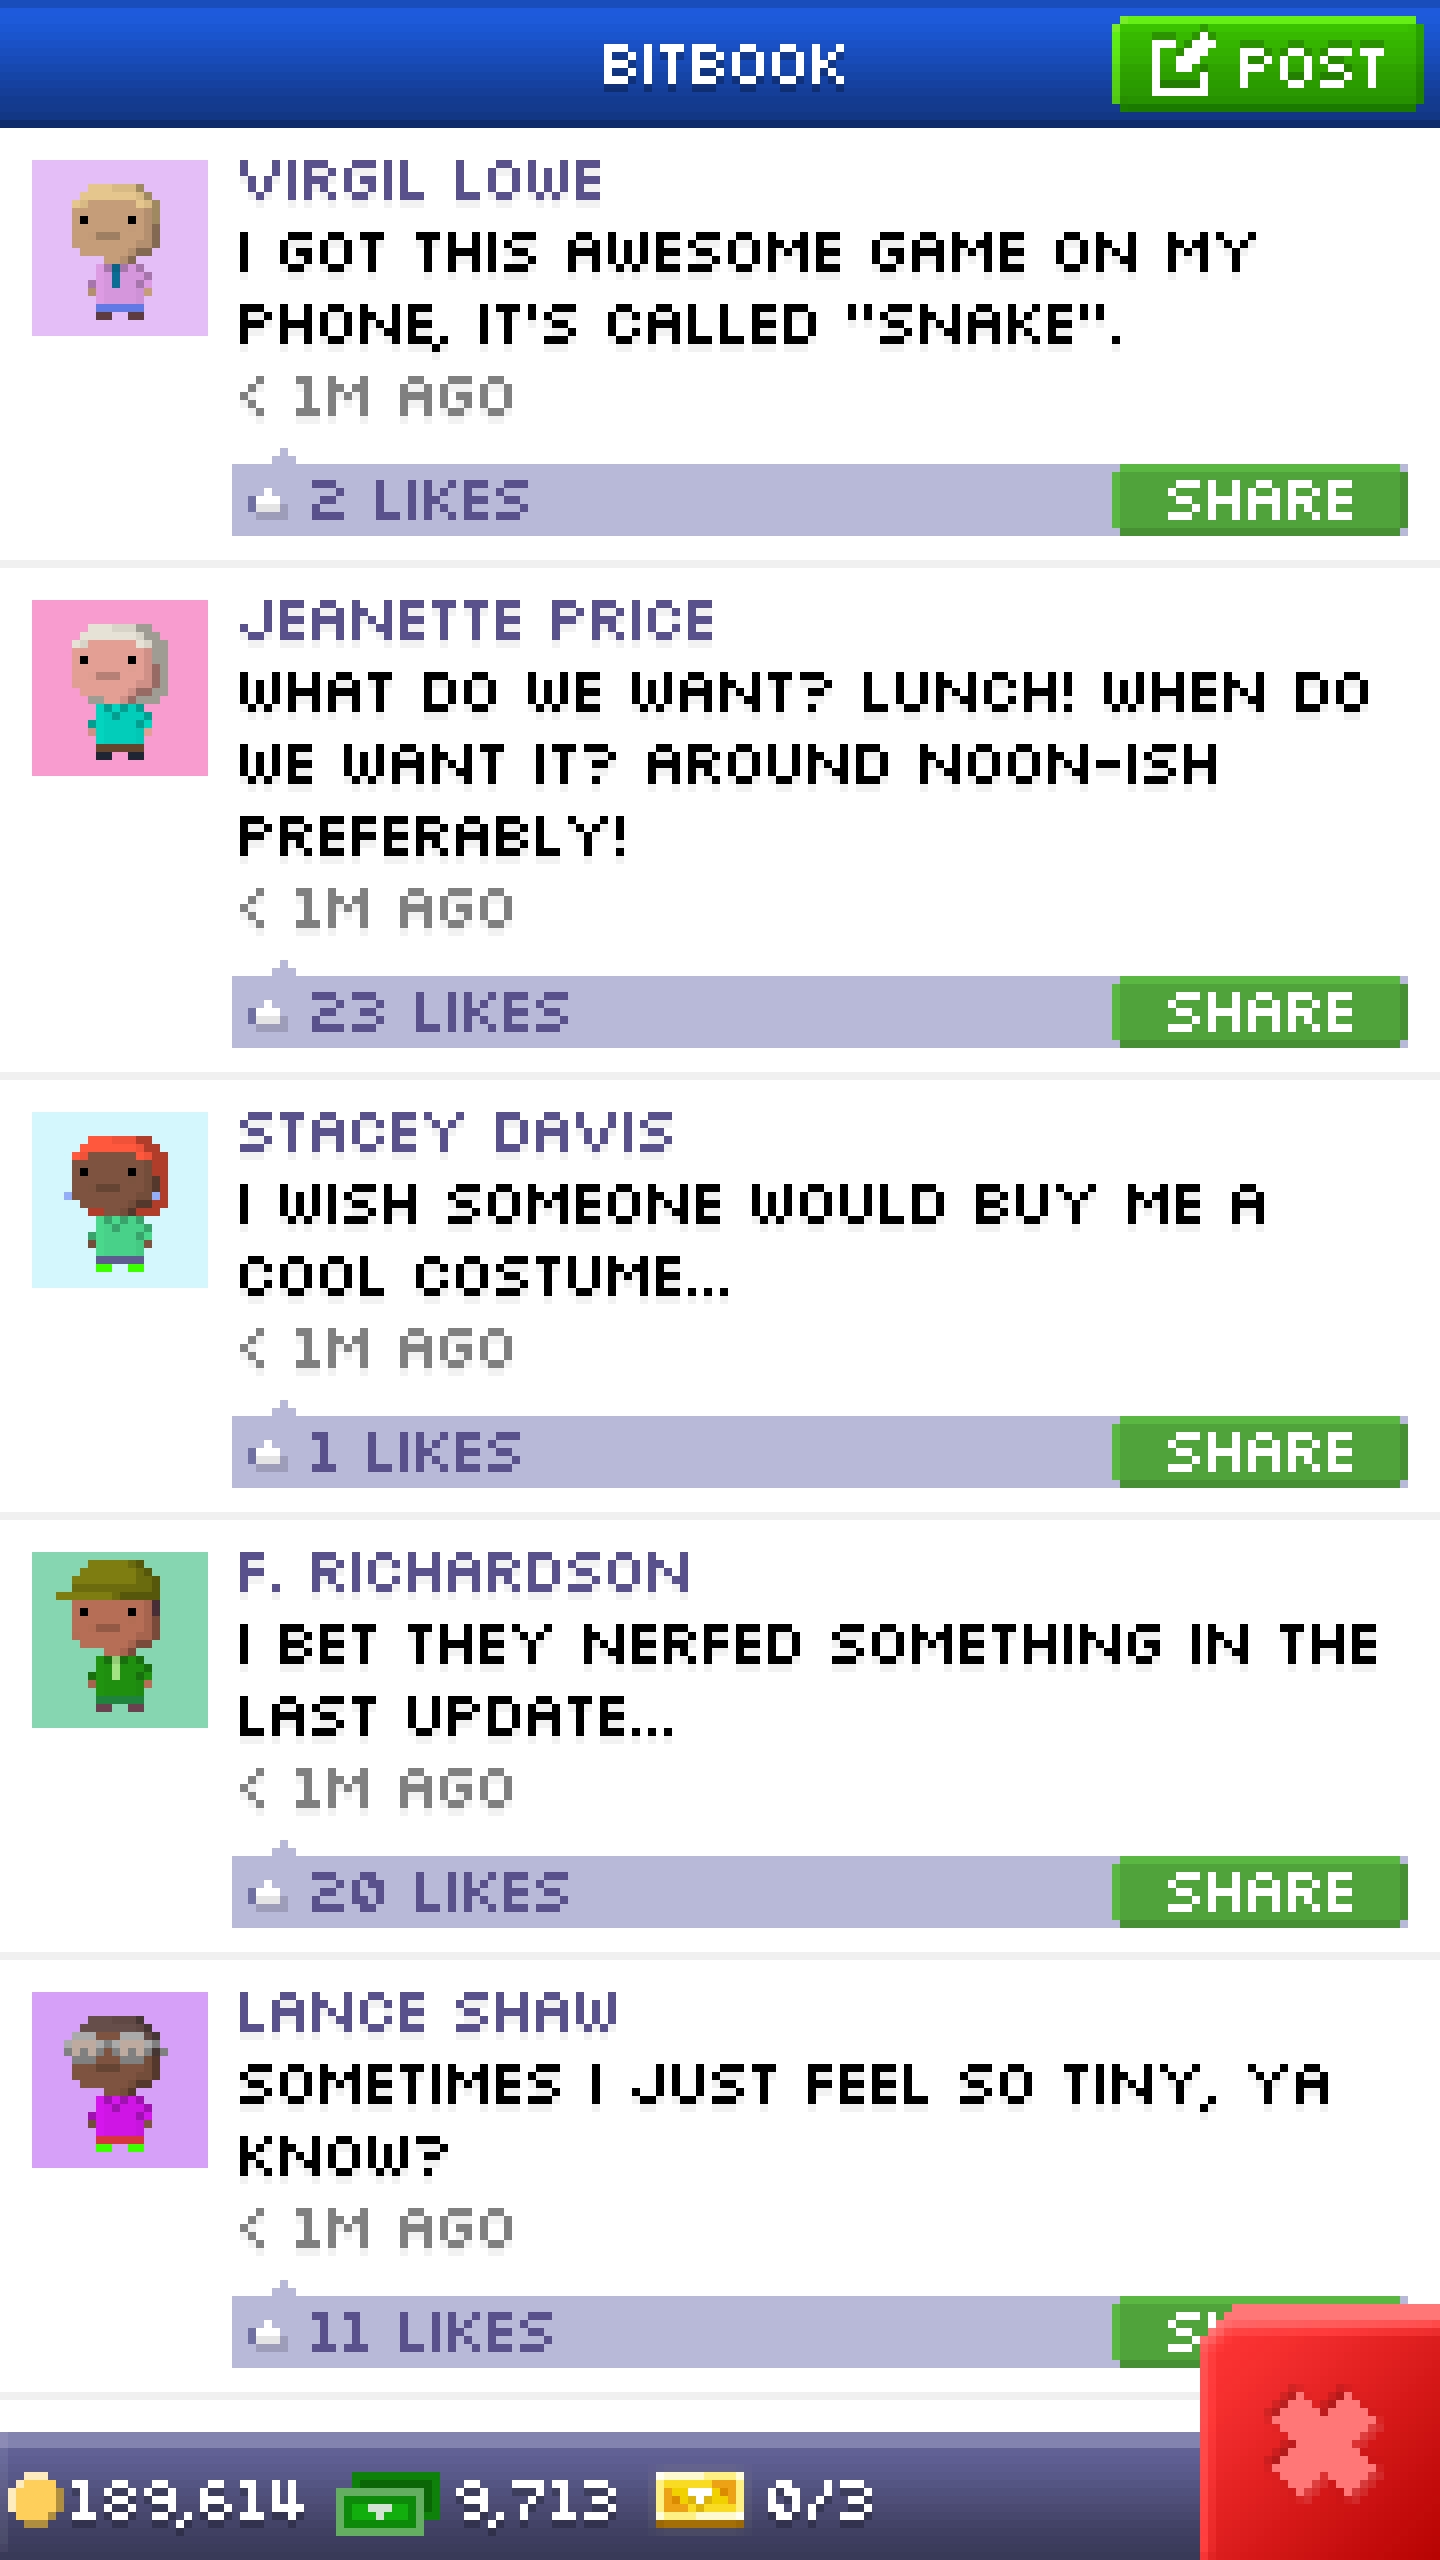 BITBOOK
POST
VIRGIL LOWE
I GOT THIS AWESOME GAME ON MY
PHONE, IT'S CALLED "SNAKE".
< 1M AGO
2 LIKES
SHARE
JEANETTE PRICE
WHAT DO WE WANT? LUNCH! WHEN DO
WE WANT IT? AROUND NOON-ISH
PREFERABLY!
< 1M AGO
23 LIKES
SHARE
STACEY DAVIS
I WISH SOMEONE WOULD BUY ME A
COOL COSTUME...
< 1M AGO
1 LIKES
SHARE
F. RICHARDSON
I BET THEY NERFED SOMETHING IN THE
LAST UPDATE...
< 1M AGO
20 LIKES
SHARE
LANCE SHAW
SOMETIMES I JUST FEEL SO TINY, YA
KNOW?
< 1M AGO
11 LIKES
189,614
9,713
0/3